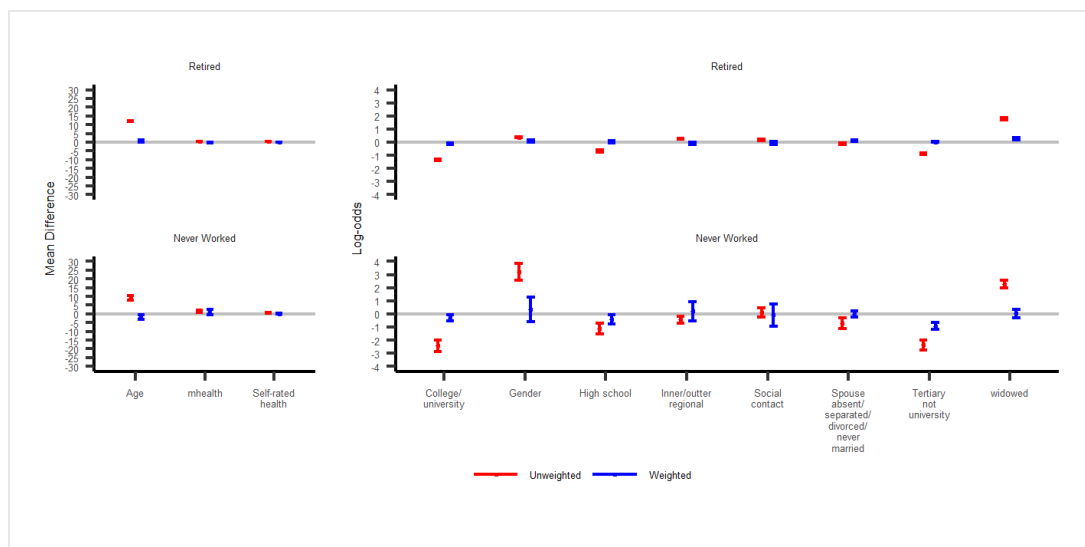 Retired
Retired
30
25
20
15
10
5
0
-5
-10
-15
-20
-25
-30
4
3
2
1
0
-1
-2
-3
-4
Mean Difference
Log-odds
Never Worked
Never Worked
30
25
20
15
10
5
0
-5
-10
-15
-20
-25
-30
4
3
2
1
0
-1
-2
-3
-4
Age
mhealth
Self-rated
health
College/
university
Gender
High school
Inner/outter
regional
Social
contact
Spouse
absent/
separated/
divorced/
never
married
Tertiary
not
university
widowed
Unweighted
Weighted